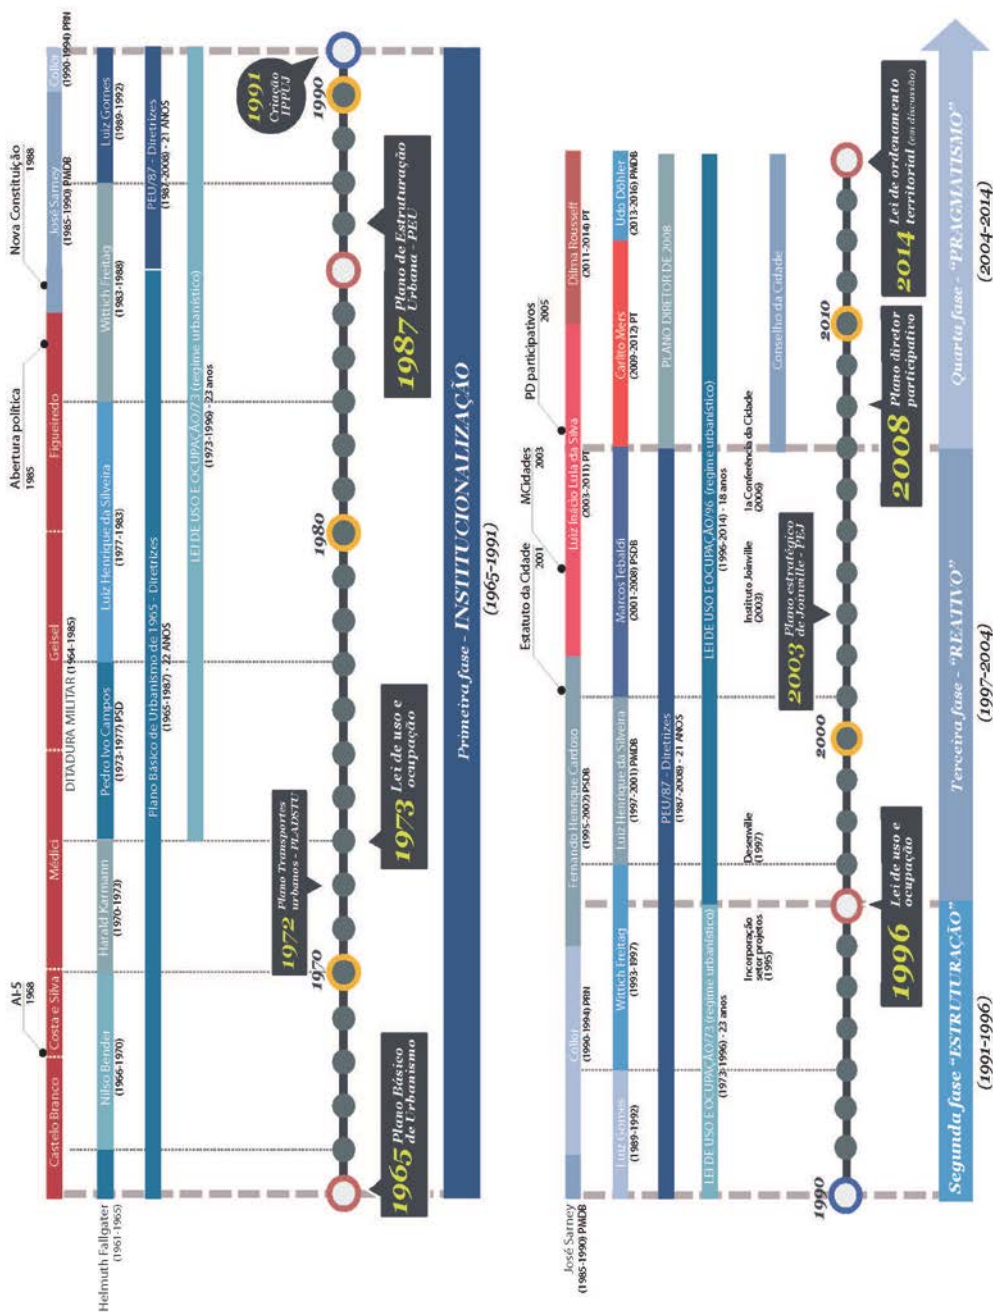 AI-5
1968
Abertura política
1985
Nova Constituição
1988
Castelo Branco
Costa e Silva
Médici
Geisel
Figueiredo
José Sarney
(1985-1990) PMDB
Collor
(1990-1994) PRN
DITADURA MILITAR (1964-1985)
Helmuth Fallgater
(1961-1965)
Nilso Bender
(1966-1970)
Harald Karmann
(1970-1973)
Pedro Ivo Campos
(1973-1977) PSD
Luiz Henrique da Silveira
(1977-1983)
Wittich Freitag
(1983-1988)
Luiz Gomes
(1989-1992)
Plano Básico de Urbanismo de 1965 - Diretrizes
(1965-1987) - 22 ANOS
PEU/87 - Diretrizes
(1987-2008) - 21 ANOS
LEI DE USO E OCUPAÇÃO/73 (regime urbanístico)
(1973-1996) - 23 anos
1972 Plano Transportes
urbanos - PLADSTU
1991
Criação
IPPUJ
1970
1980
1990
1965 Plano Básico
de Urbanismo
1973 Lei de uso e
ocupação
1987 Plano de Estruturação
Urbana - PEU
Primeira fase - INSTITUCIONALIZAÇÃO
(1965-1991)
Estatuto da Cidade
2001
MCidades
2003
PD participativos
2005
José Sarney
(1985-1990) PMDB
Collor
(1990-1994) PRN
Fernando Henrique Cardoso
(1995-2002) PSDB
Luiz Inácio Lula da Silva
(2003-2011) PT
Dilma Rousseff
(2011-2014) PT
Luiz Gomes
(1989-1992)
Wittich Freitag
(1993-1997)
Luiz Henrique da Silveira
(1997-2001) PMDB
Marcos Tebaldi
(2001-2008) PSDB
Carlito Mers
(2009-2012) PT
Udo Döhler
(2013-2016) PMDB
PEU/87 - Diretrizes
(1987-2008) - 21 ANOS
PLANO DIRETOR DE 2008
LEI DE USO E OCUPAÇÃO/73 (regime urbanístico)
(1973-1996) - 23 anos
LEI DE USO E OCUPAÇÃO/96 (regime urbanístico)
(1996-2014) - 18 anos
Incorporação
setor projetos
(1995)
Desenville
(1997)
Instituto Joinville
(2003)
1a Conferência da Cidade
(2006)
Conselho da Cidade
2003 Plano estratégico
de Joinville - PEJ
1990
2000
2010
1996 Lei de uso e
ocupação
2008 Plano diretor
participativo
2014 Lei de ordenamento
territorial (em discussão)
Segunda fase "ESTRUTURAÇÃO"
(1991-1996)
Terceira fase - "REATIVO"
(1997-2004)
Quarta fase - "PRAGMATISMO"
(2004-2014)